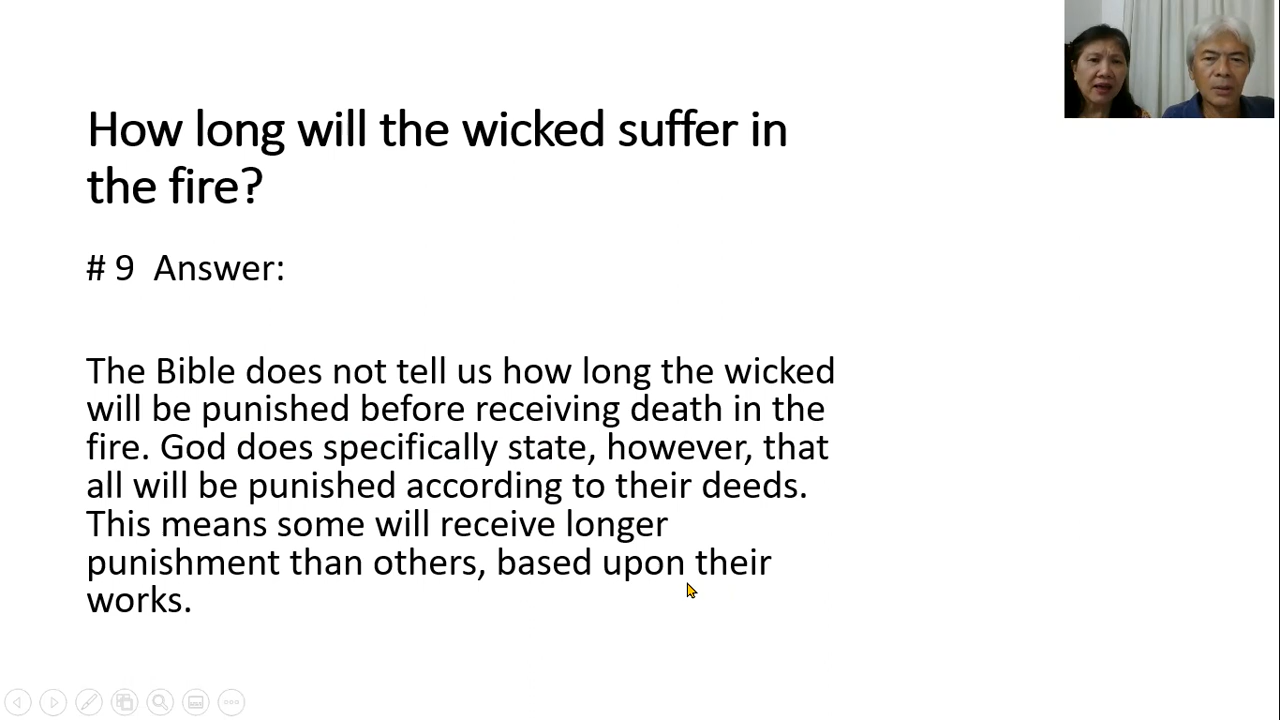 How long will the wicked suffer in
the fire?
# 9 Answer:
The Bible does not tell us how long the wicked
will be punished before receiving death in the
fire. God does specifically state, however, that
all will be punished according to their deeds.
This means some will receive longer
punishment than others, based upon their
works.